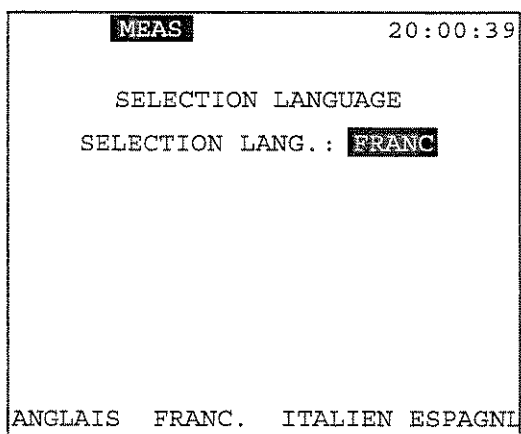 MEAS 20:00:39
SELECTION LANGUAGE
SELECTION LANG.: FRANC
ANGLAIS FRANC. ITALIEN ESPAGNL